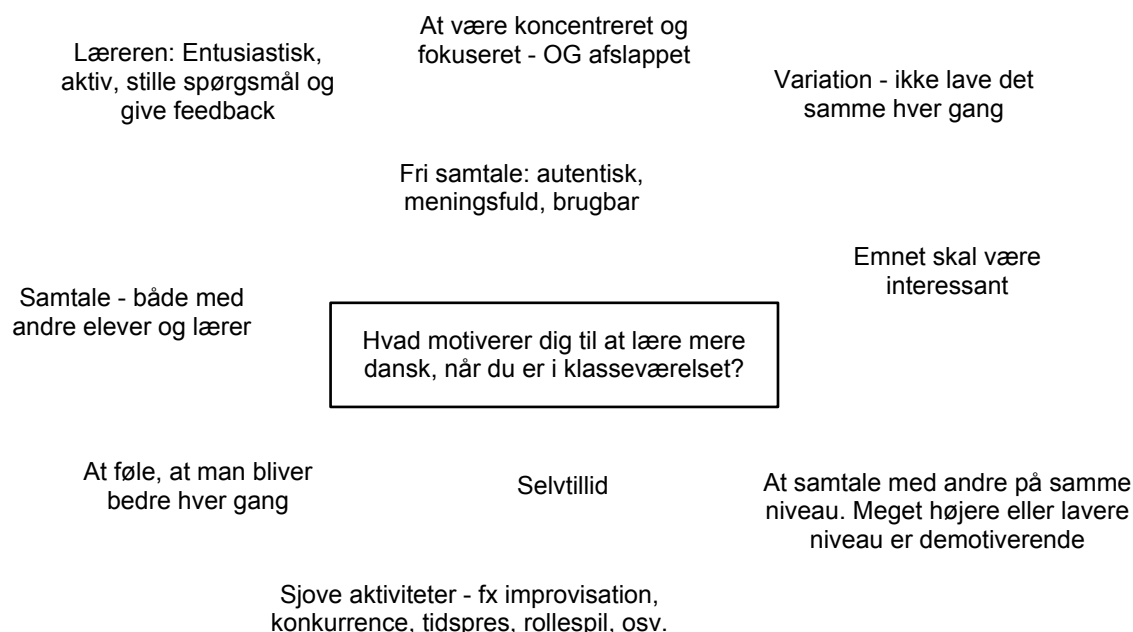 At være koncentreret og
fokuseret - OG afslappet
Læreren: Entusiastisk,
aktiv, stille spørgsmål og
give feedback
Variation - ikke lave det
samme hver gang
Fri samtale: autentisk,
meningsfuld, brugbar
Emnet skal være
interessant
Samtale - både med
andre elever og lærer
Hvad motiverer dig til at lære mere
dansk, når du er i klasseværelset?
At føle, at man bliver
bedre hver gang
Selvtillid
At samtale med andre på samme
niveau. Meget højere eller lavere
niveau er demotiverende
Sjove aktiviteter - fx improvisation,
konkurrence, tidspres, rollespil, osv.